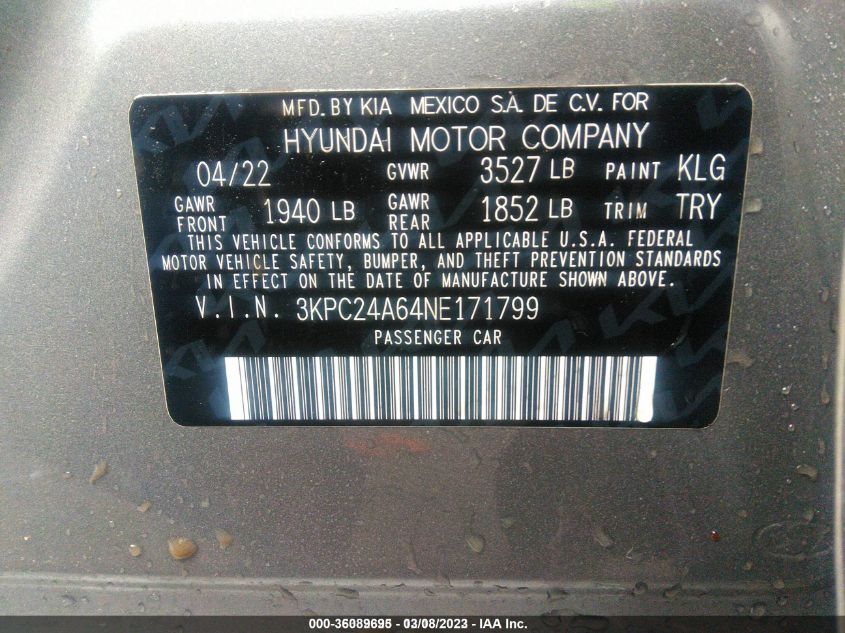 MFD. BY KIA MEXICO S.A. DE C.V. FOR
HYUNDAI MOTOR COMPANY
04/22 GVWR 3527 LB PAINT KLG
GAWR FRONT 1940 LB GAWR REAR 1852 LB TRIM TRY
THIS VEHICLE CONFORMS TO ALL APPLICABLE U.S.A. FEDERAL
MOTOR VEHICLE SAFETY, BUMPER, AND THEFT PREVENTION STANDARDS
IN EFFECT ON THE DATE OF MANUFACTURE SHOWN ABOVE.
V.I.N. 3KPC24A64NE171799
PASSENGER CAR
000-36089695 - 03/08/2023 - IAA Inc.